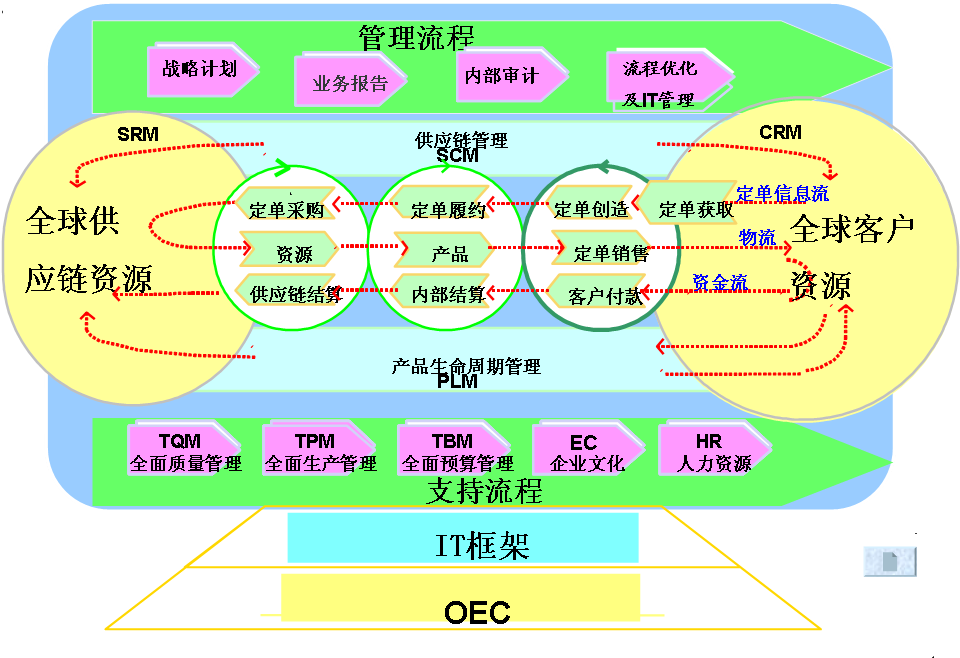 管理流程
战略计划
业务报告
内部审计
流程优化
及IT管理
SRM
供应链管理
SCM
CRM
定单采购
定单履约
定单创造
定单获取
定单信息流
全球供
应链资源
资源
产品
定单销售
物流
全球客户
资源
供应链结算
内部结算
客户付款
资金流
产品生命周期管理
PLM
TQM
全面质量管理
TPM
全面生产管理
TBM
全面预算管理
EC
企业文化
HR
人力资源
支持流程
IT框架
OEC